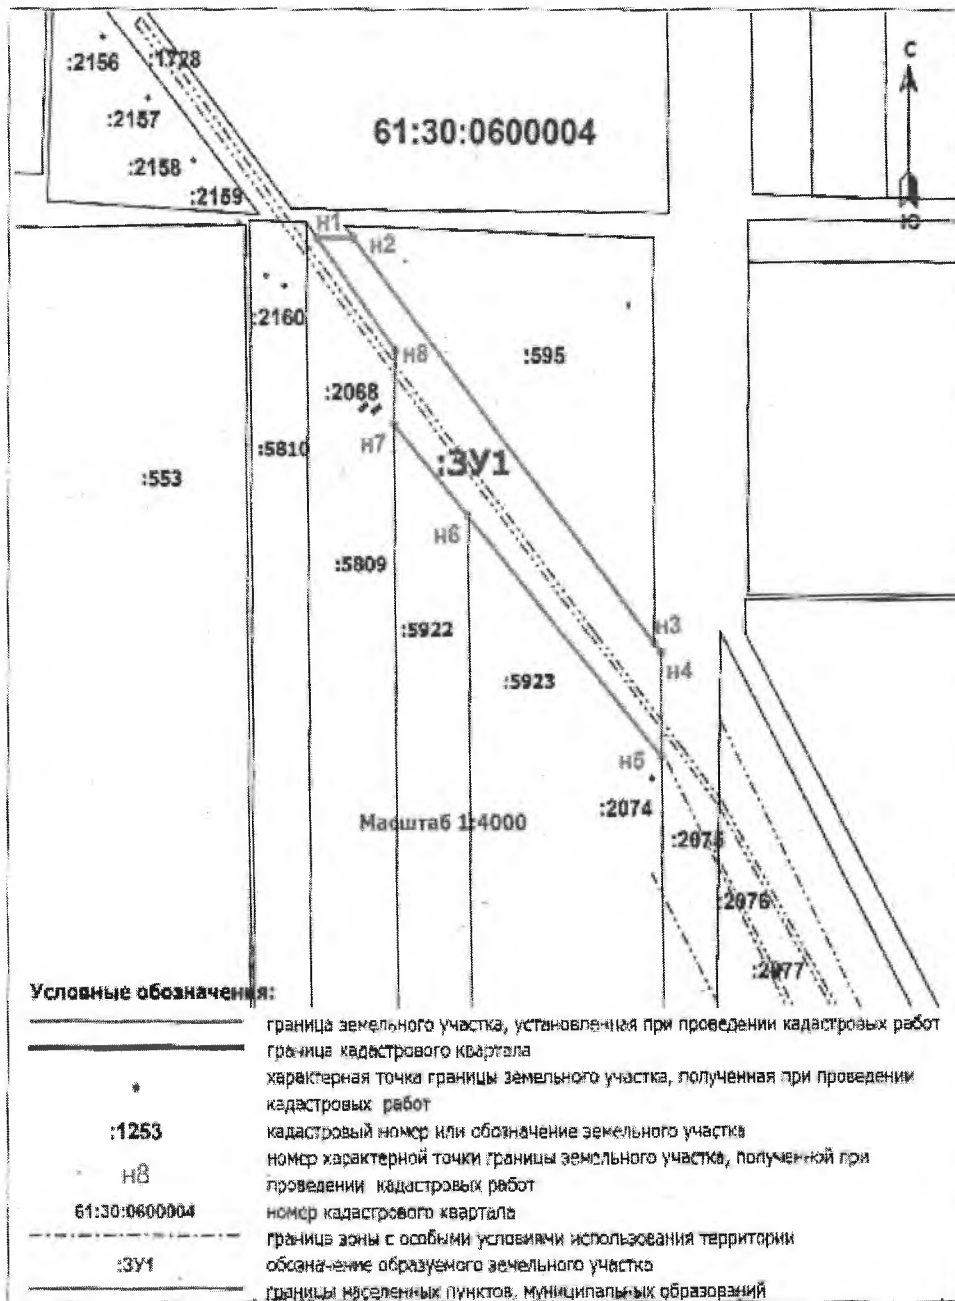 :2156
:1728
:2157
:2158
:2159
61:30:0600004
С
Ю
н1
н2
:2160
н8
:595
:2068
н7
:5810
:ЗУ1
:553
н6
:5809
:5922
н3
:5923
н4
н5
:2074
Масштаб 1:4000
:2075
:2076
:2077
Условные обозначения:
граница земельного участка, установленная при проведении кадастровых работ
граница кадастрового квартала
характерная точка границы земельного участка, полученная при проведении
кадастровых работ
:1253
кадастровый номер или обозначение земельного участка
н8
номер характерной точки границы земельного участка, полученной при
проведении кадастровых работ
61:30:0600004
номер кадастрового квартала
граница зоны с особыми условиями использования территории
:ЗУ1
обозначение образуемого земельного участка
границы населенных пунктов, муниципальных образований